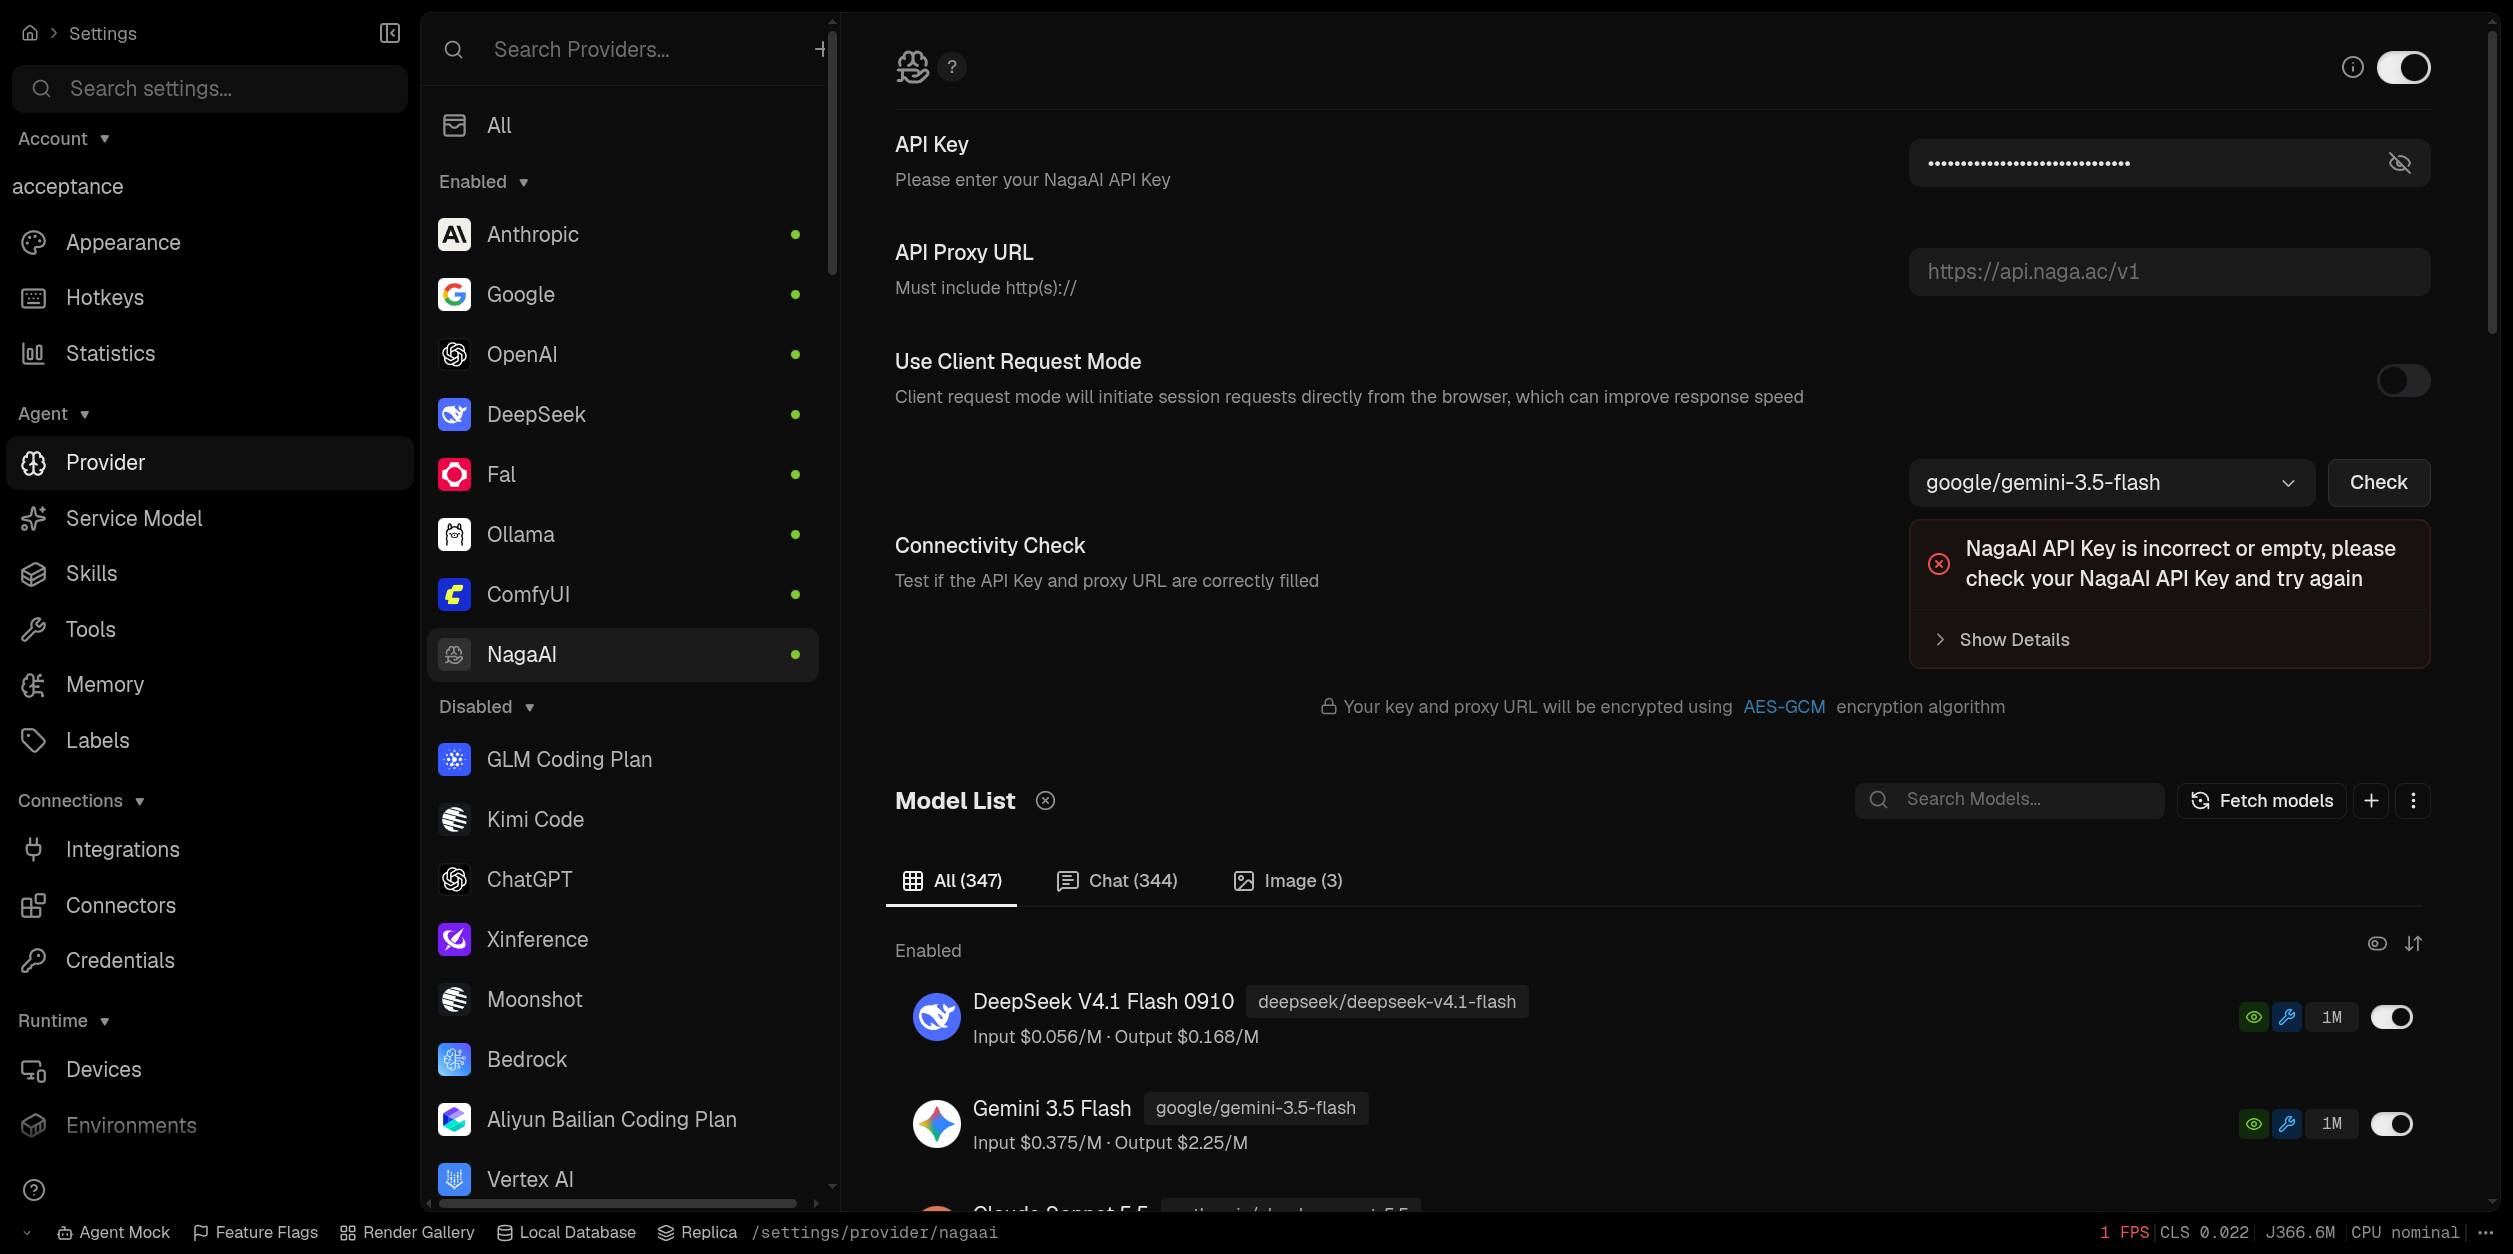 Settings
Search settings...
Account
acceptance
Appearance
Hotkeys
Statistics
Agent
Provider
Service Model
Skills
Tools
Memory
Labels
Connections
Integrations
Connectors
Credentials
Runtime
Devices
Environments
Search Providers...
All
Enabled
Anthropic
Google
OpenAI
DeepSeek
Fal
Ollama
ComfyUI
NagaAI
Disabled
GLM Coding Plan
Kimi Code
ChatGPT
Xinference
Moonshot
Bedrock
Aliyun Bailian Coding Plan
Vertex AI
?
API Key
Please enter your NagaAI API Key
API Proxy URL
Must include http(s)://
https://api.naga.ac/v1
Use Client Request Mode
Client request mode will initiate session requests directly from the browser, which can improve response speed
google/gemini-3.5-flash
Check
Connectivity Check
Test if the API Key and proxy URL are correctly filled
NagaAI API Key is incorrect or empty, please
check your NagaAI API Key and try again
Show Details
Your key and proxy URL will be encrypted using AES-GCM encryption algorithm
Model List
Search Models...
Fetch models
All (347)
Chat (344)
Image (3)
Enabled
DeepSeek V4.1 Flash 0910 deepseek/deepseek-v4.1-flash
Input $0.056/M · Output $0.168/M
1M
Gemini 3.5 Flash google/gemini-3.5-flash
Input $0.375/M · Output $2.25/M
1M
Agent Mock
Feature Flags
Render Gallery
Local Database
Replica
/settings/provider/nagaai
1 FPS
CLS 0.022
J366.6M
CPU nominal